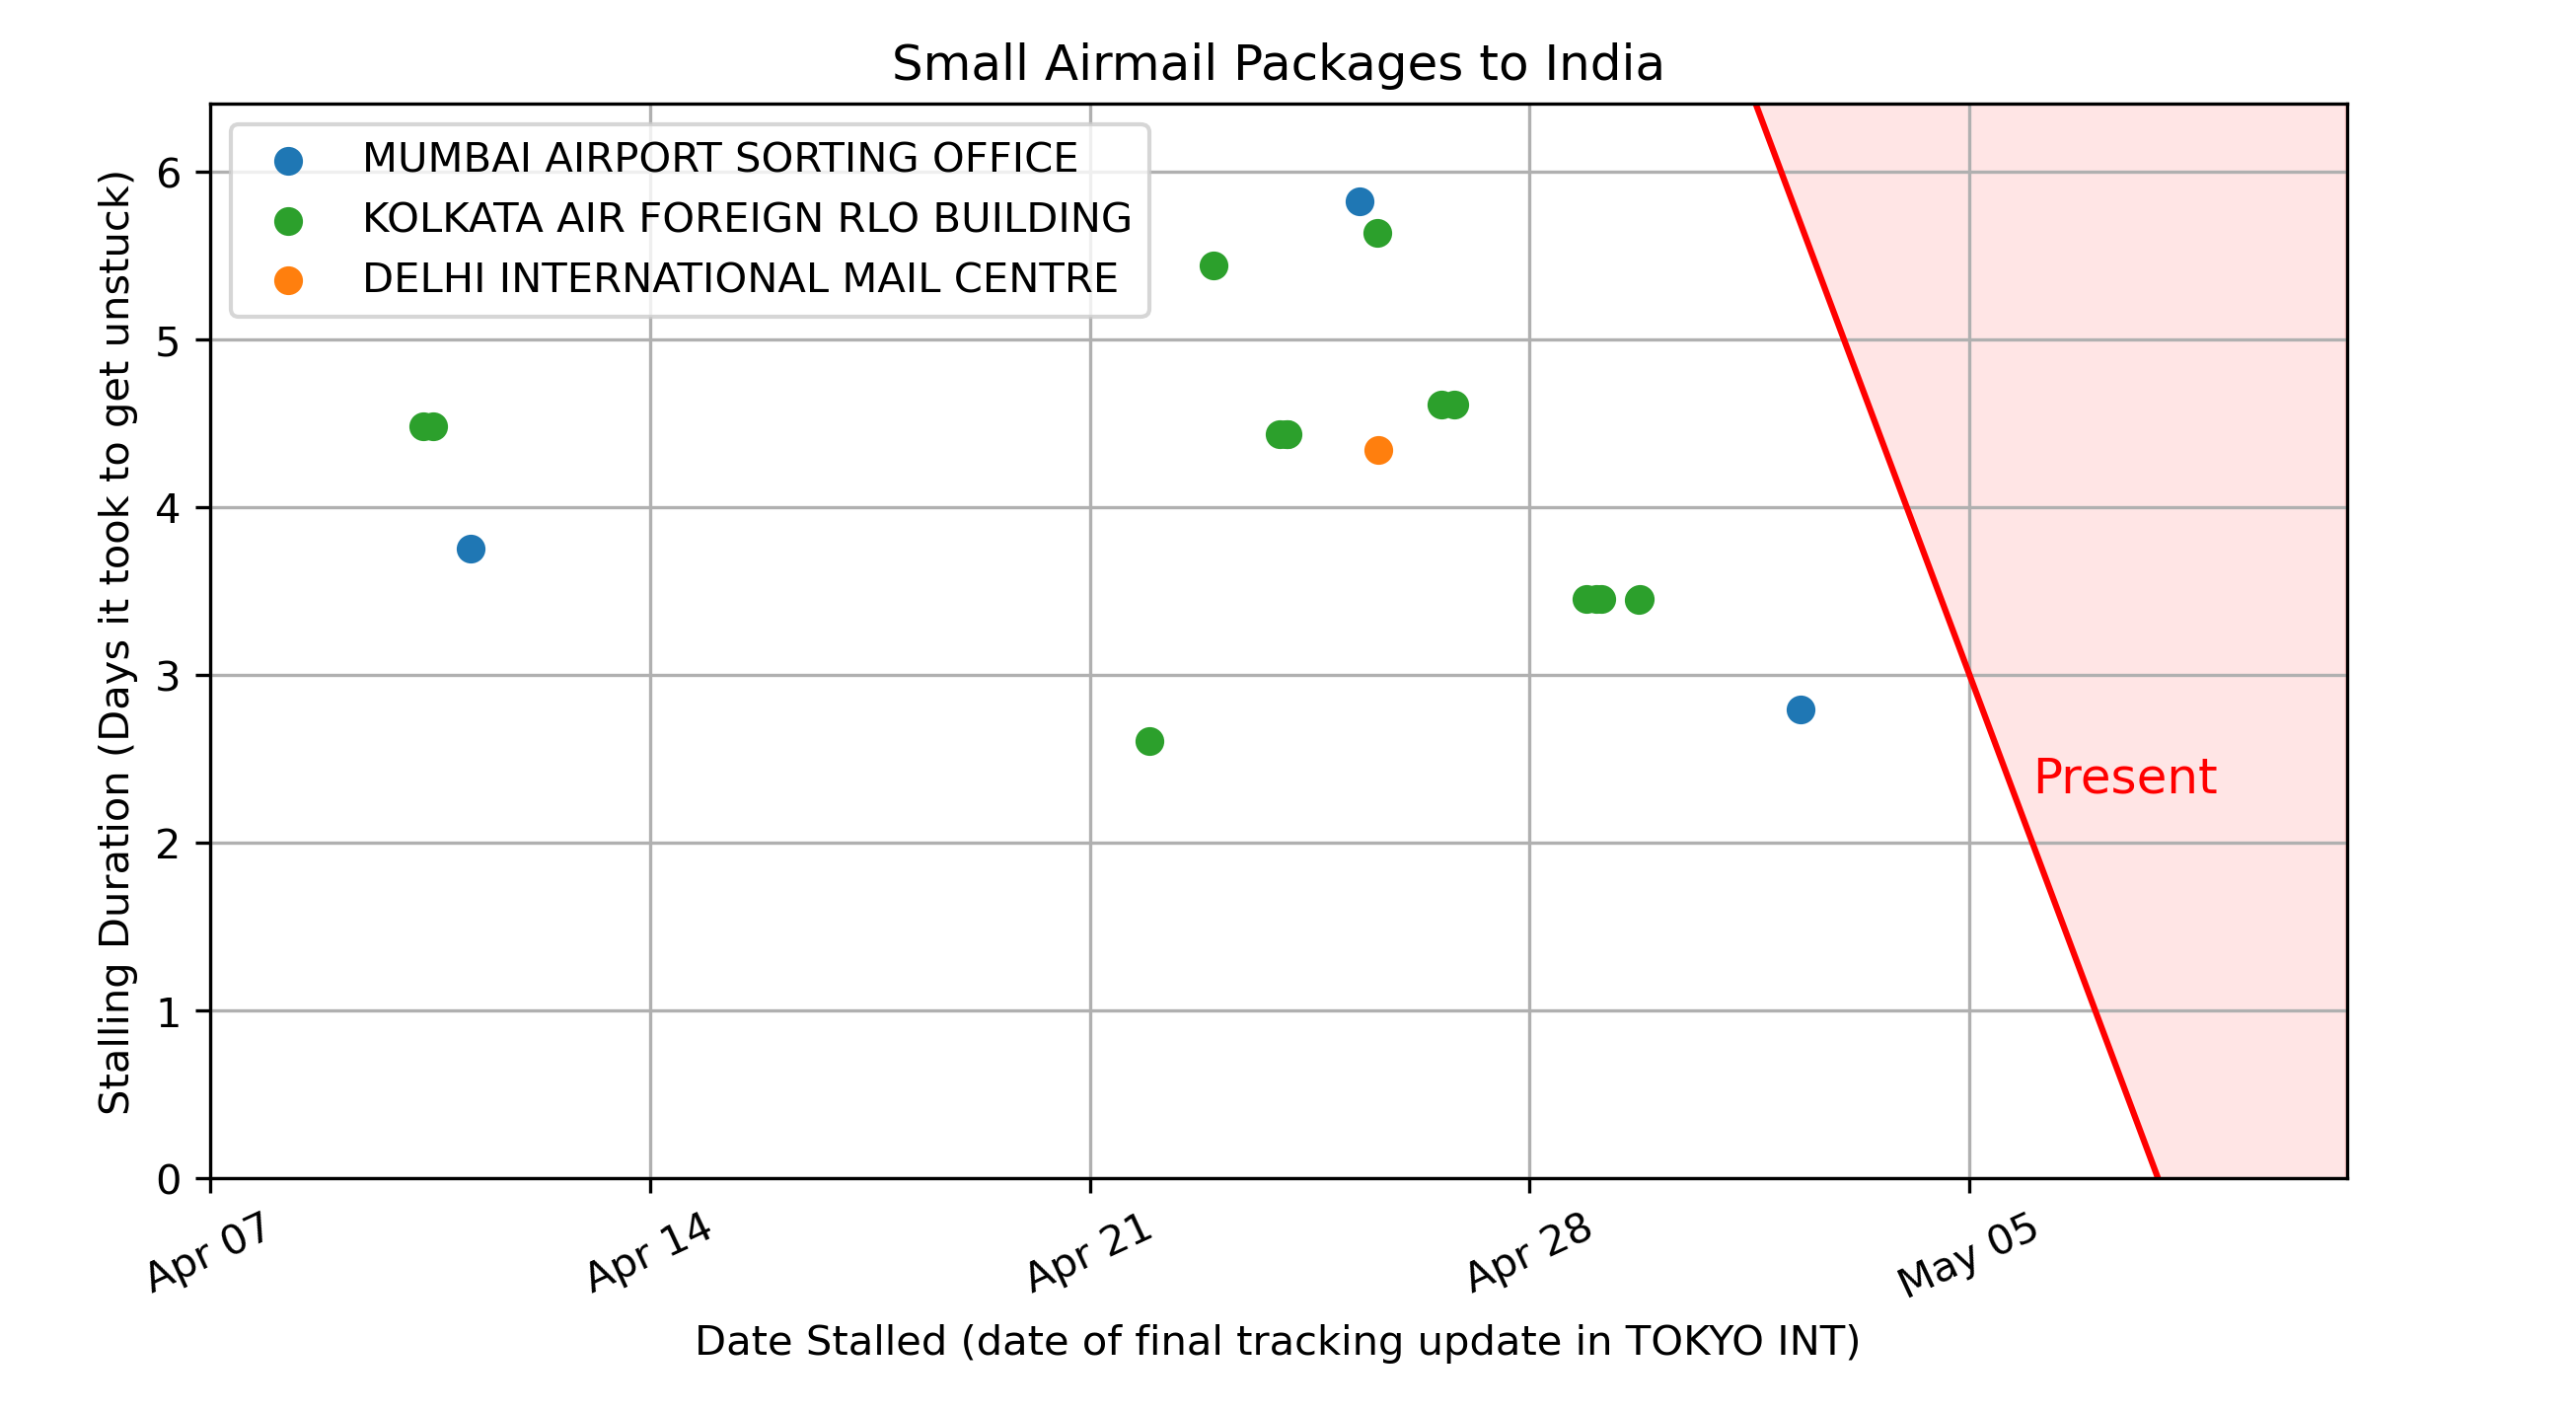 Small Airmail Packages to India
MUMBAI AIRPORT SORTING OFFICE
KOLKATA AIR FOREIGN RLO BUILDING
DELHI INTERNATIONAL MAIL CENTRE
Stalling Duration (Days it took to get unstuck)
6
5
4
3
2
1
0
Present
Apr 07
Apr 14
Apr 21
Apr 28
May 05
Date Stalled (date of final tracking update in TOKYO INT)